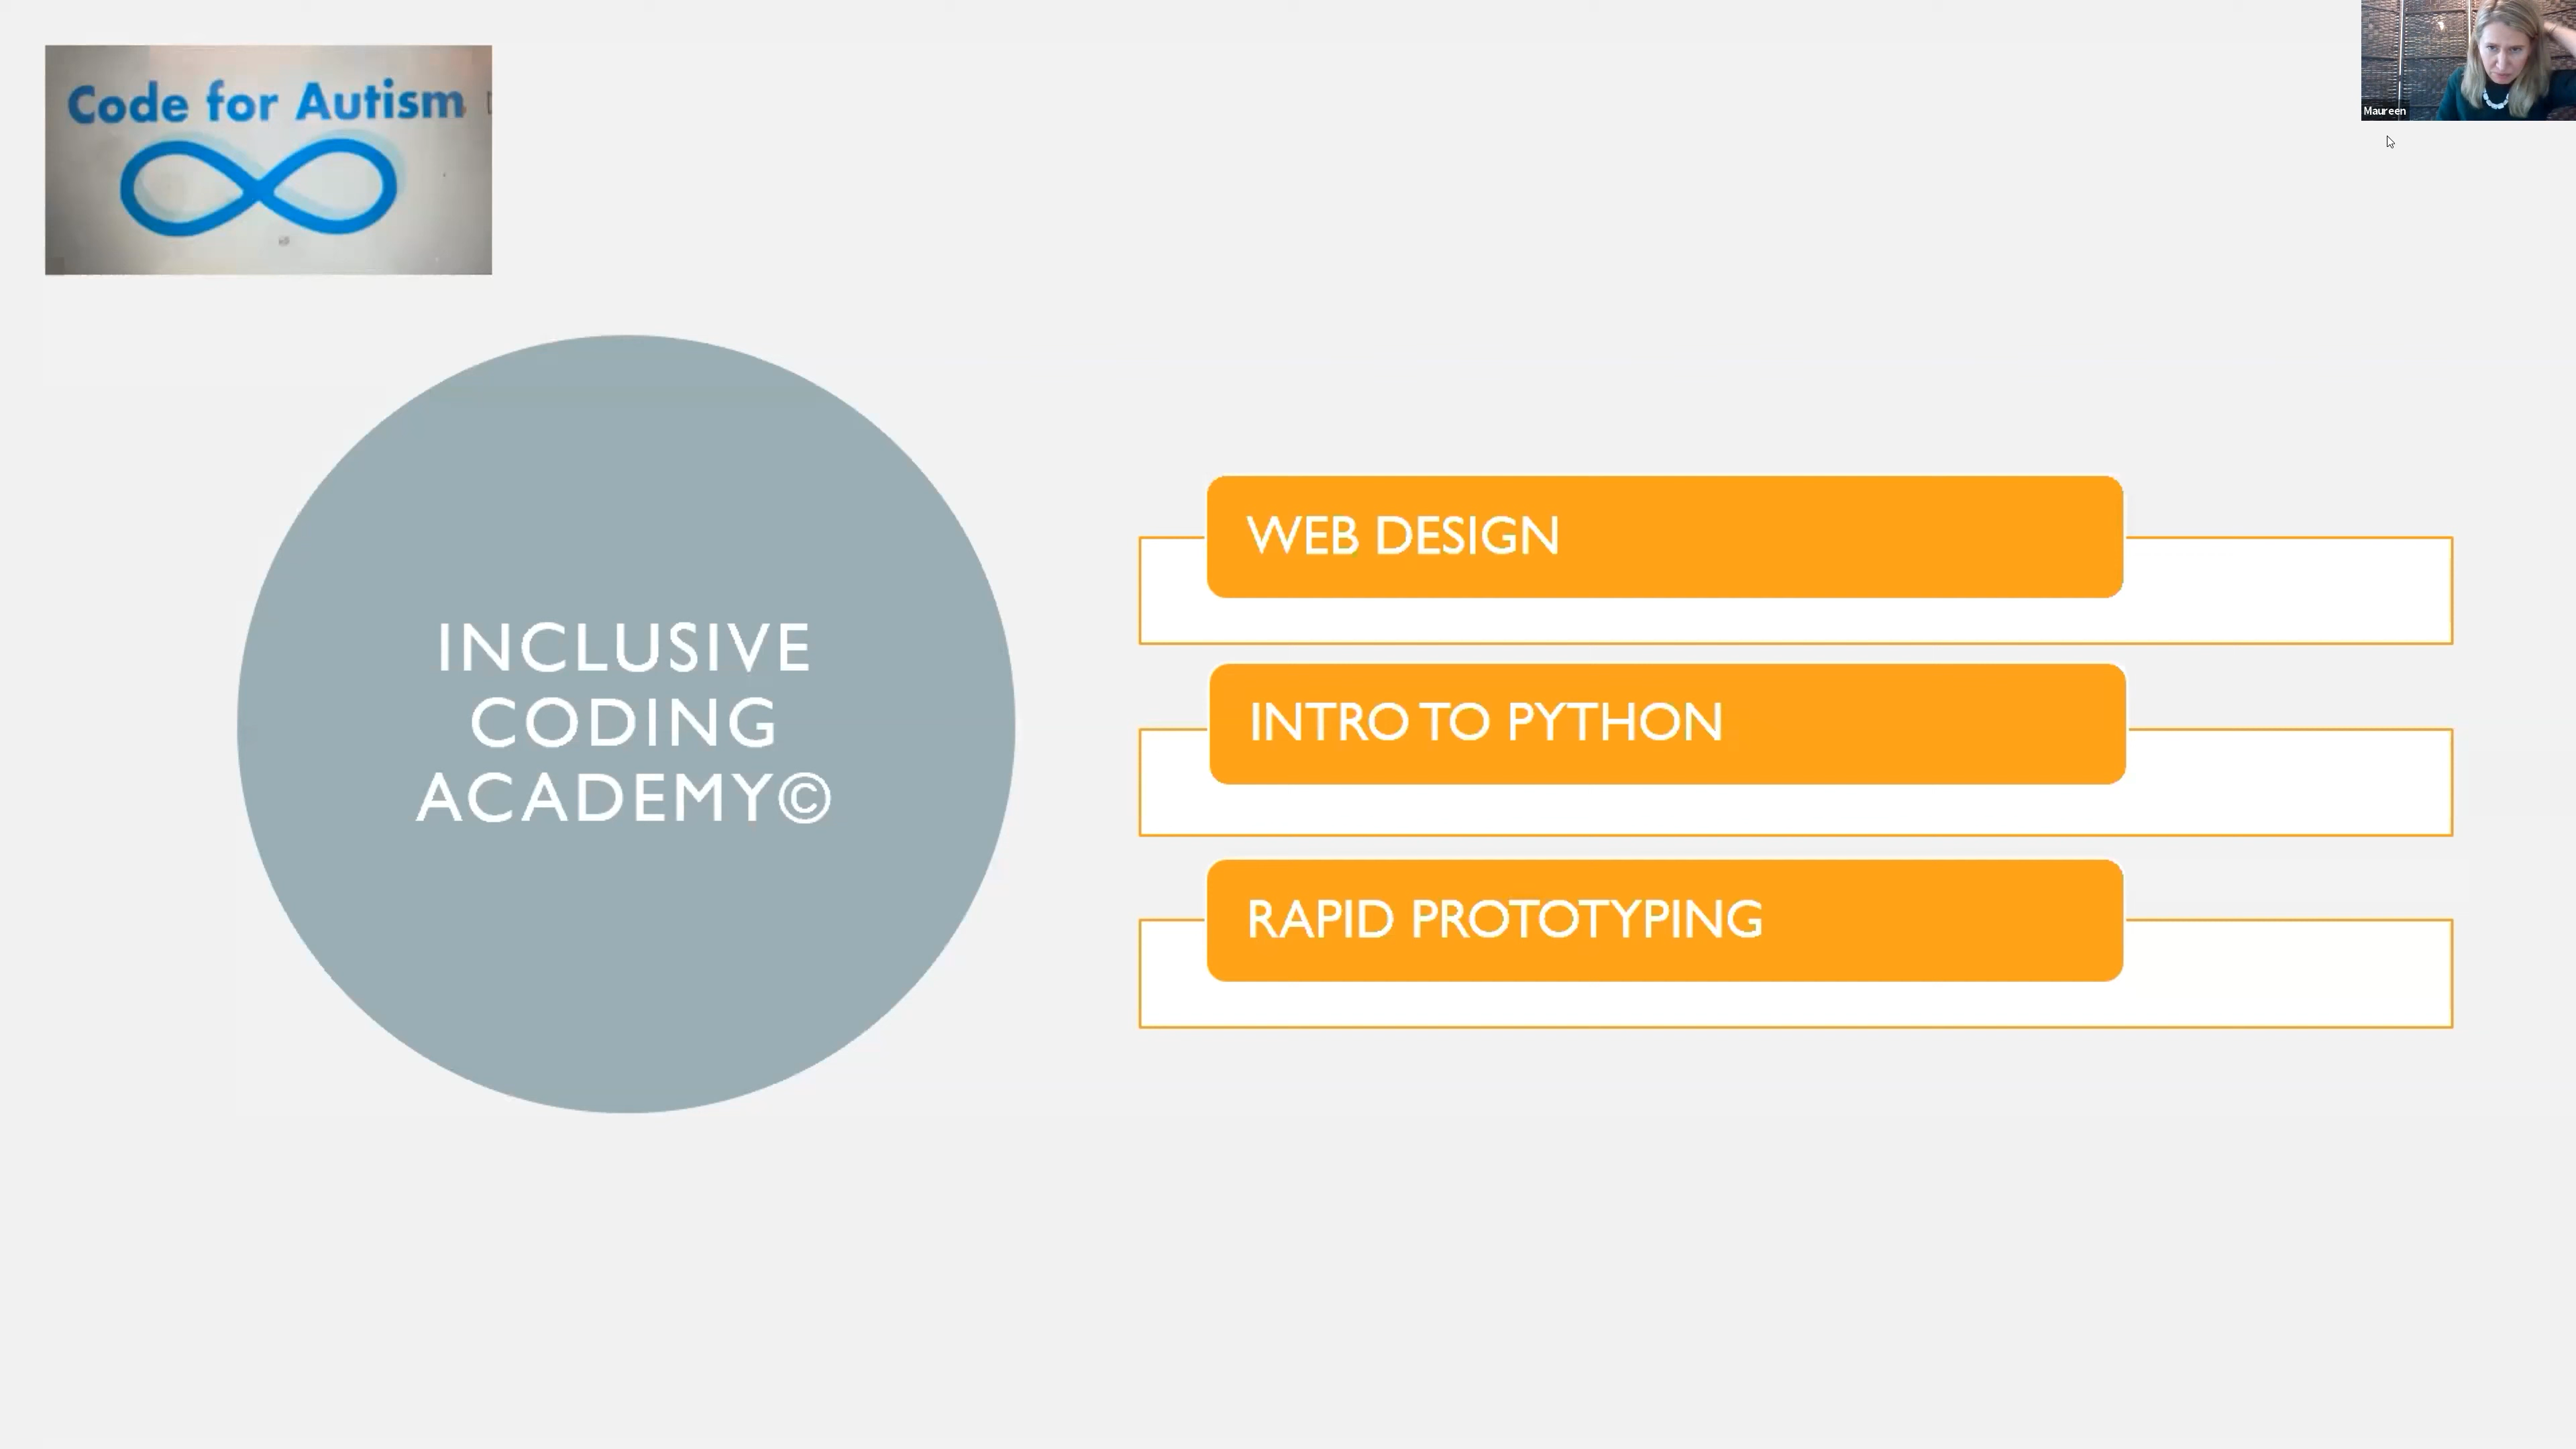 Code for Autism
Maureen
INCLUSIVE
CODING
ACADEMY©
WEB DESIGN
INTRO TO PYTHON
RAPID PROTOTYPING